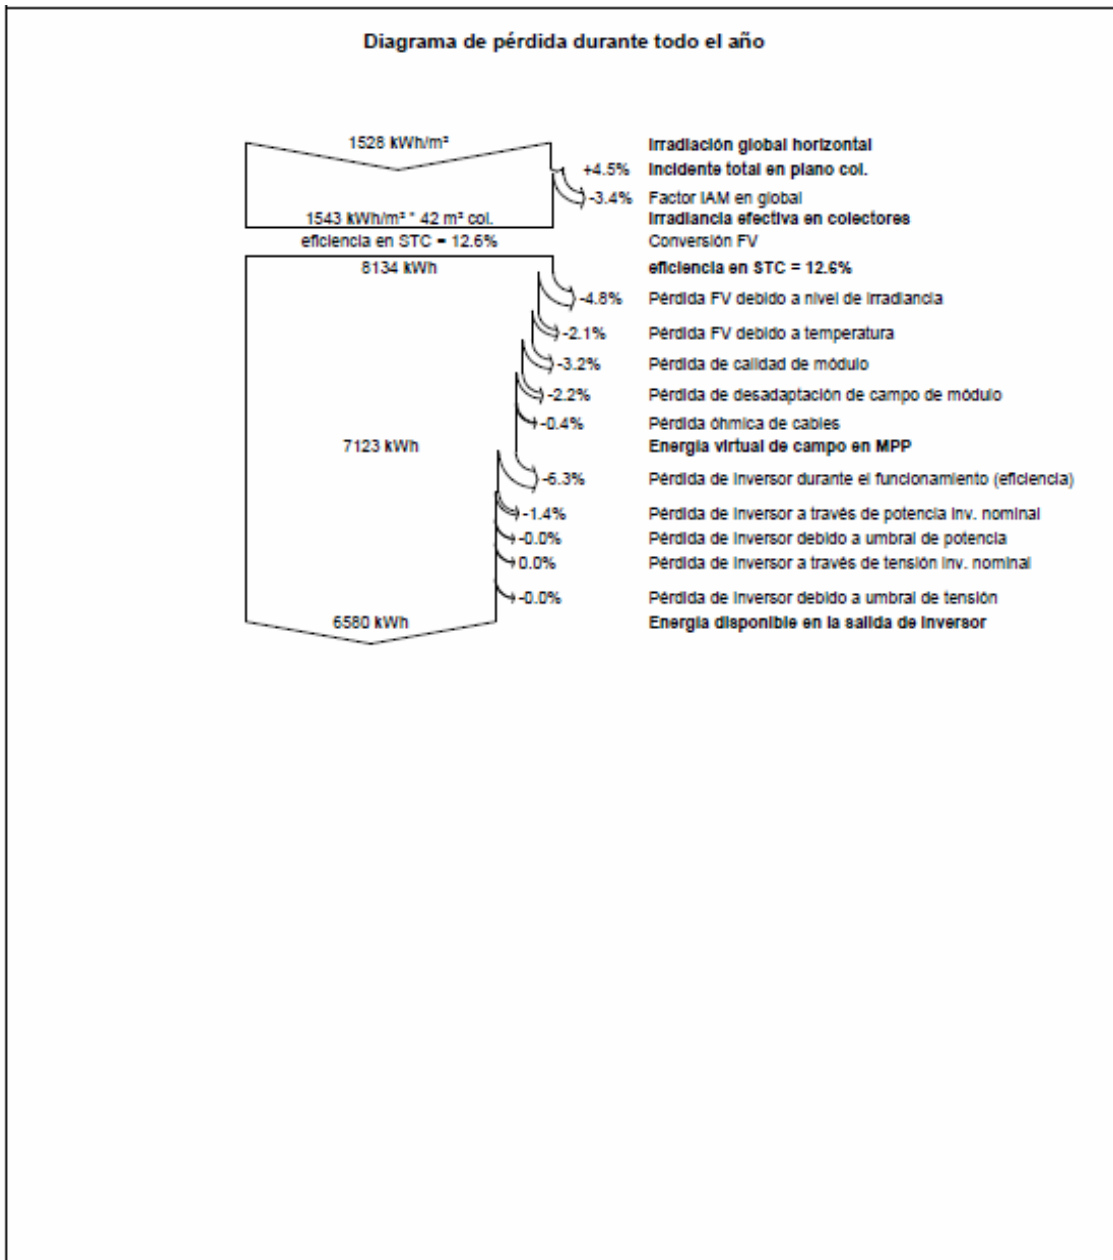 Diagrama de pérdida durante todo el año
1528 kWh/m² Irradiación global horizontal
+4.5% Incidente total en plano col.
-3.4% Factor IAM en global
1543 kWh/m² * 42 m² col. Irradiancia efectiva en colectores
eficiencia en STC = 12.6% Conversión FV
8134 kWh eficiencia en STC = 12.6%
-4.8% Pérdida FV debido a nivel de irradiancia
-2.1% Pérdida FV debido a temperatura
-3.2% Pérdida de calidad de módulo
-2.2% Pérdida de desadaptación de campo de módulo
-0.4% Pérdida óhmica de cables
7123 kWh Energía virtual de campo en MPP
-6.3% Pérdida de inversor durante el funcionamiento (eficiencia)
-1.4% Pérdida de inversor a través de potencia inv. nominal
-0.0% Pérdida de inversor debido a umbral de potencia
0.0% Pérdida de inversor a través de tensión inv. nominal
-0.0% Pérdida de inversor debido a umbral de tensión
6580 kWh Energía disponible en la salida de inversor